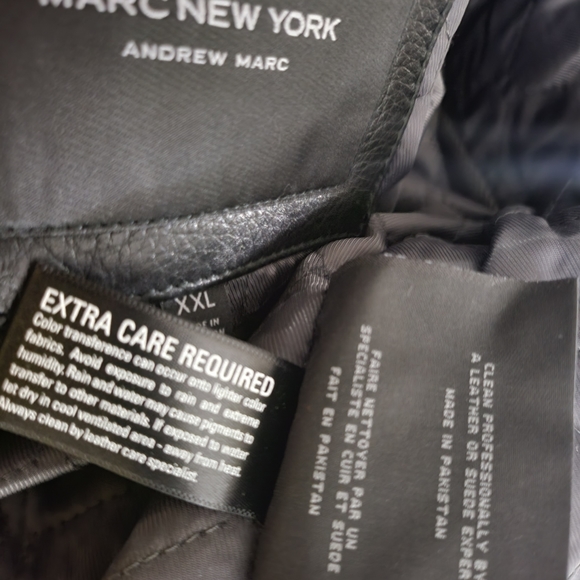 MARC NEW YORK
ANDREW MARC
XXL
EXTRA CARE REQUIRED
Color transference can occur onto lighter color
fabrics. Avoid exposure to rain and extreme
humidity. Rain and water may cause pigments to
transfer to other materials. If exposed to water
let dry in cool ventilated area - away from heat.
Always clean by leather care specialist.
FAIRE NETTOYER PAR UN
SPECIALISTE EN CUIR ET SUEDE
FAIT EN PAKISTAN
CLEAN PROFESSIONALLY BY
A LEATHER OR SUEDE EXPER
MADE IN PAKISTAN